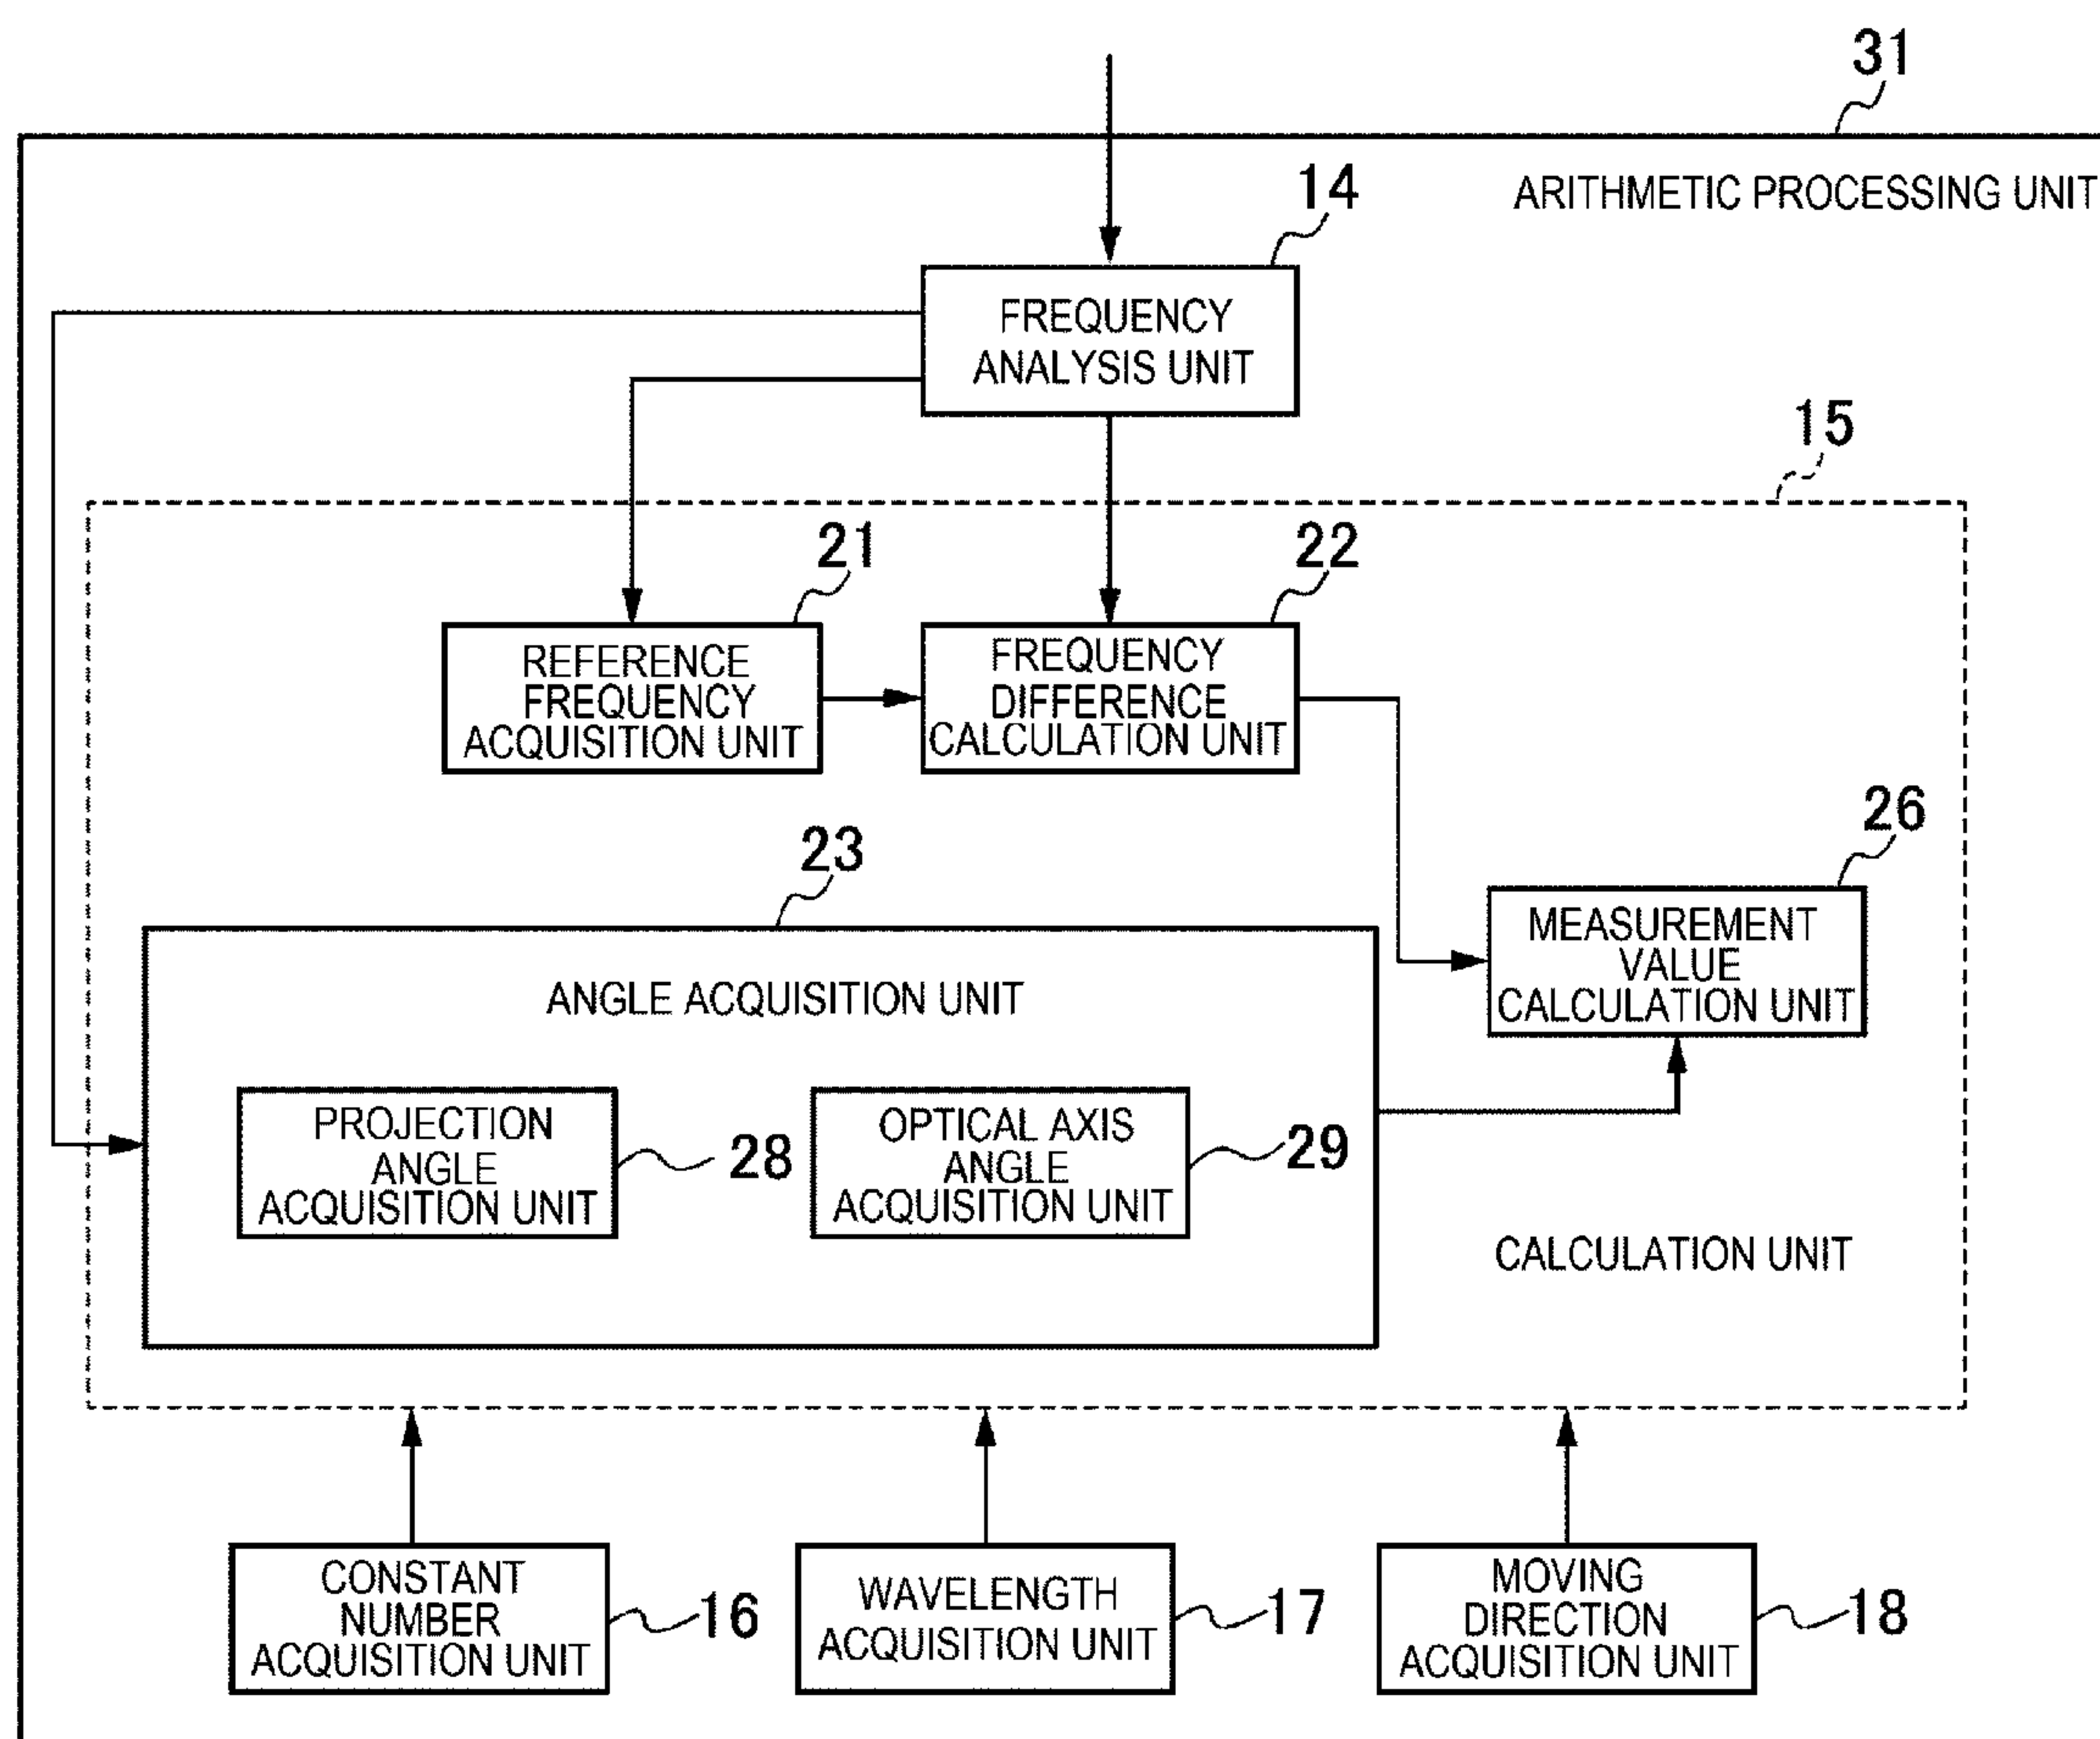 31
ARITHMETIC PROCESSING UNIT
14
FREQUENCY
ANALYSIS UNIT
15
21
REFERENCE
FREQUENCY
ACQUISITION UNIT
22
FREQUENCY
DIFFERENCE
CALCULATION UNIT
26
MEASUREMENT
VALUE
CALCULATION UNIT
23
ANGLE ACQUISITION UNIT
PROJECTION
ANGLE
ACQUISITION UNIT
28
OPTICAL AXIS
ANGLE
ACQUISITION UNIT
29
CALCULATION UNIT
CONSTANT
NUMBER
ACQUISITION UNIT
16
WAVELENGTH
ACQUISITION UNIT
17
MOVING
DIRECTION
ACQUISITION UNIT
18